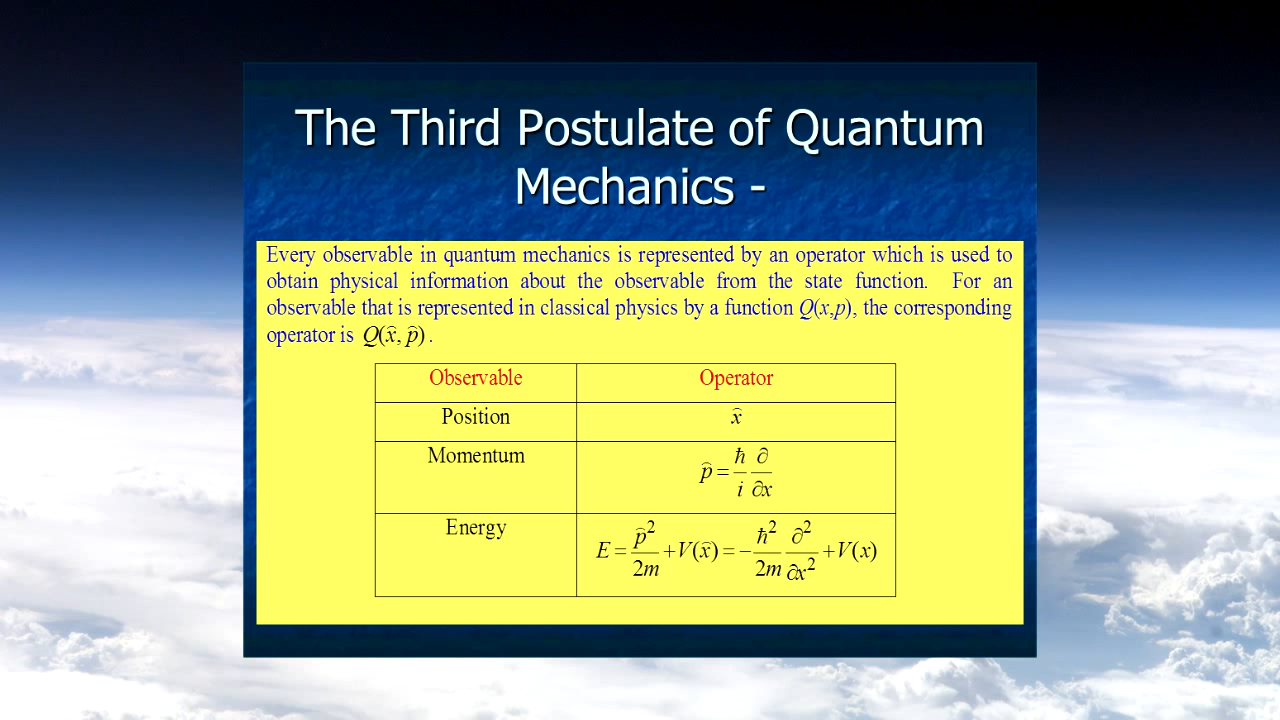 The Third Postulate of Quantum
Mechanics -
Every observable in quantum mechanics is represented by an operator which is used to
obtain physical information about the observable from the state function. For an
observable that is represented in classical physics by a function Q(x,p), the corresponding
operator is Q(x̂, p̂) .
Observable Operator
Position x̂
Momentum p̂ = ħ/i ∂/∂x
Energy E = p̂²/2m + V(x̂) = − ħ²/2m ∂²/∂x² + V(x)